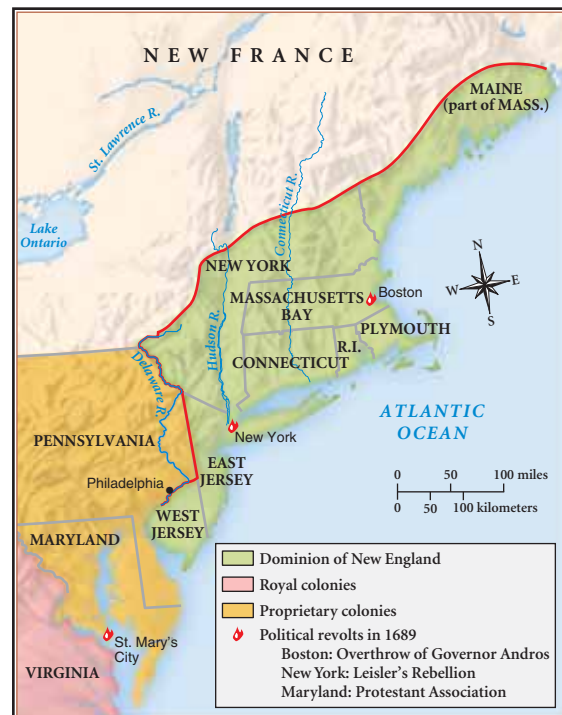 NEW FRANCE
MAINE
(part of MASS.)
St. Lawrence R.
Lake
Ontario
Connecticut R.
NEW YORK
Hudson R.
MASSACHUSETTS
BAY
Boston
N
W
E
S
PLYMOUTH
R.I.
CONNECTICUT
Delaware R.
ATLANTIC
OCEAN
New York
PENNSYLVANIA
EAST
JERSEY
Philadelphia
WEST
JERSEY
0 50 100 miles
0 50 100 kilometers
MARYLAND
St. Mary's
City
VIRGINIA
Dominion of New England
Royal colonies
Proprietary colonies
Political revolts in 1689
Boston: Overthrow of Governor Andros
New York: Leisler's Rebellion
Maryland: Protestant Association